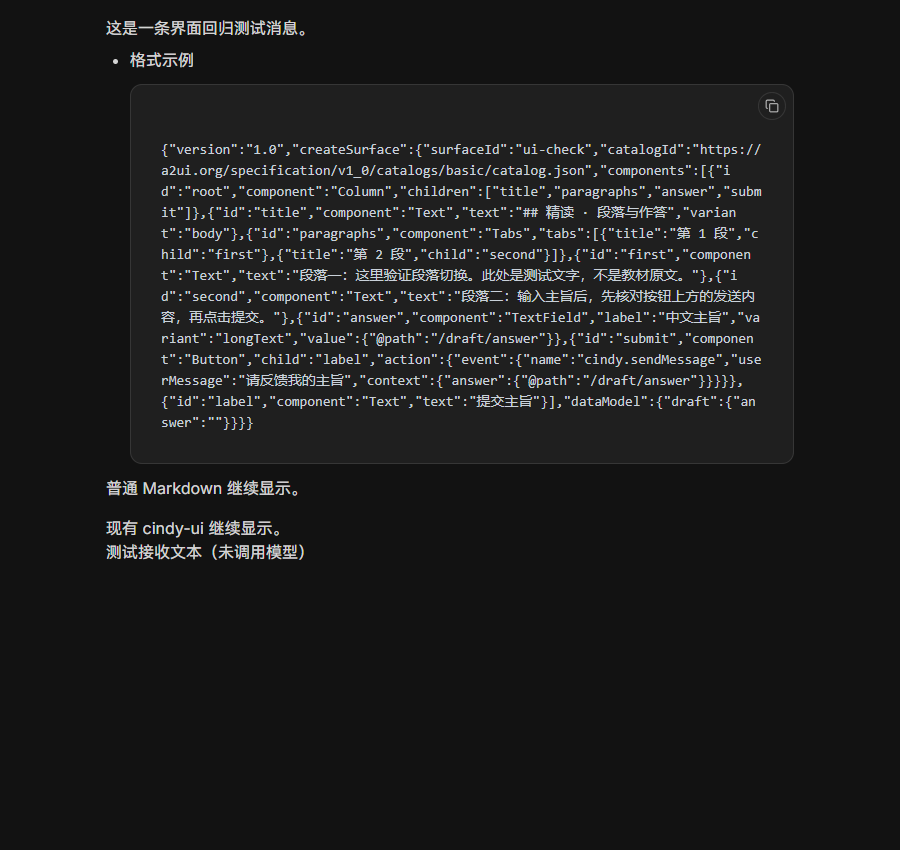 这是一条界面回归测试消息。
• 格式示例
{"version":"1.0","createSurface":{"surfaceId":"ui-check","catalogId":"https://
a2ui.org/specification/v1_0/catalogs/basic/catalog.json","components":[{"i
d":"root","component":"Column","children":["title","paragraphs","answer","subm
it"]},{"id":"title","component":"Text","text":"## 精读 · 段落与作答","varian
t":"body"},{"id":"paragraphs","component":"Tabs","tabs":[{"title":"第 1 段","c
hild":"first"},{"title":"第 2 段","child":"second"}]},{"id":"first","componen
t":"Text","text":"段落一：这里验证段落切换。此处是测试文字，不是教材原文。"},{"i
d":"second","component":"Text","text":"段落二：输入主旨后，先核对按钮上方的发送内
容，再点击提交。"},{"id":"answer","component":"TextField","label":"中文主旨","va
riant":"longText","value":{"@path":"/draft/answer"}},{"id":"submit","componen
t":"Button","child":"label","action":{"event":{"name":"cindy.sendMessage","use
rMessage":"请反馈我的主旨","context":{"answer":{"@path":"/draft/answer"}}}}},
{"id":"label","component":"Text","text":"提交主旨"}],"dataModel":{"draft":{"an
swer":""}}}}
普通 Markdown 继续显示。
现有 cindy-ui 继续显示。
测试接收文本（未调用模型）